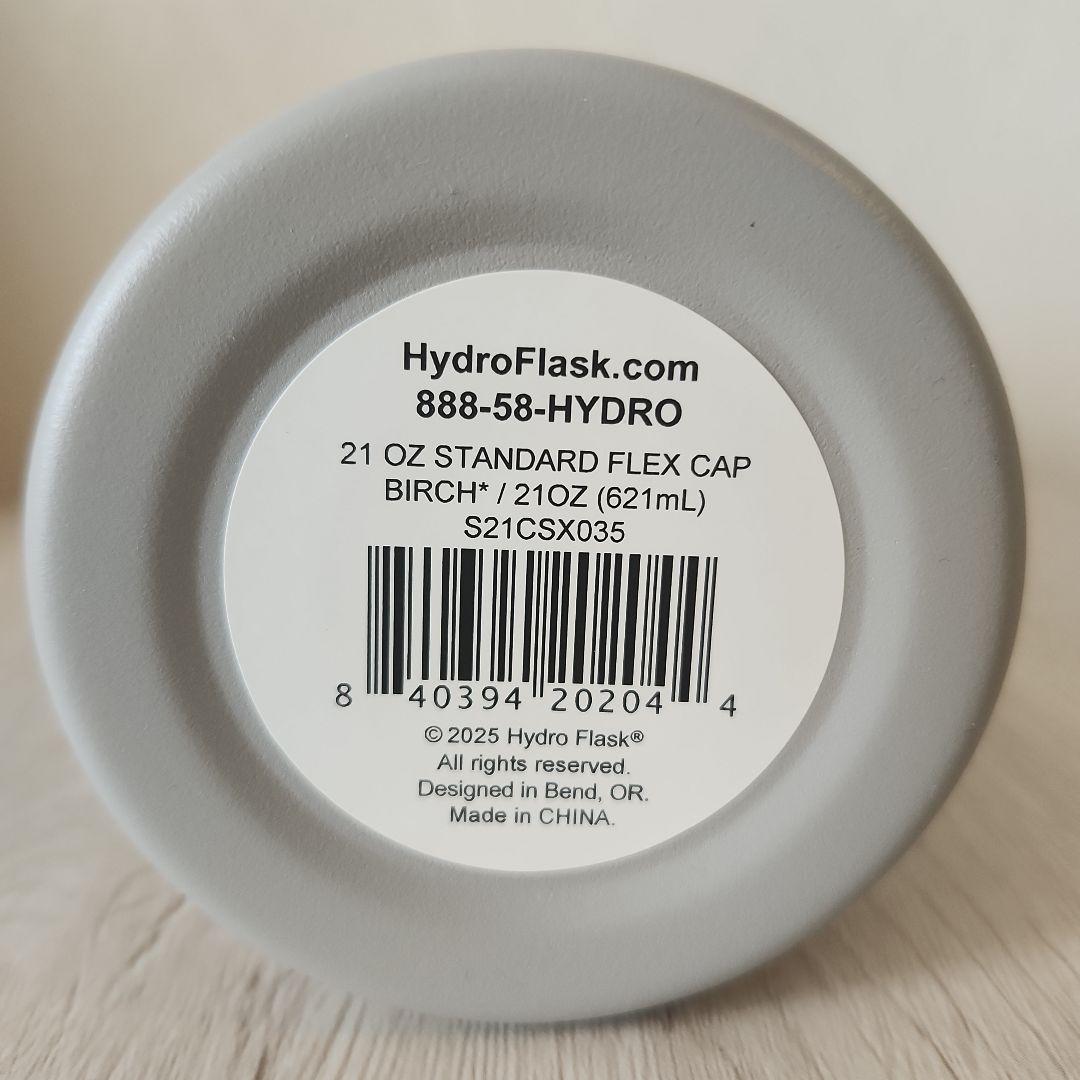 HydroFlask.com
888-58-HYDRO
21 OZ STANDARD FLEX CAP
BIRCH* / 21OZ (621mL)
S21CSX035
8 40394 20204 4
© 2025 Hydro Flask®
All rights reserved.
Designed in Bend, OR.
Made in CHINA.